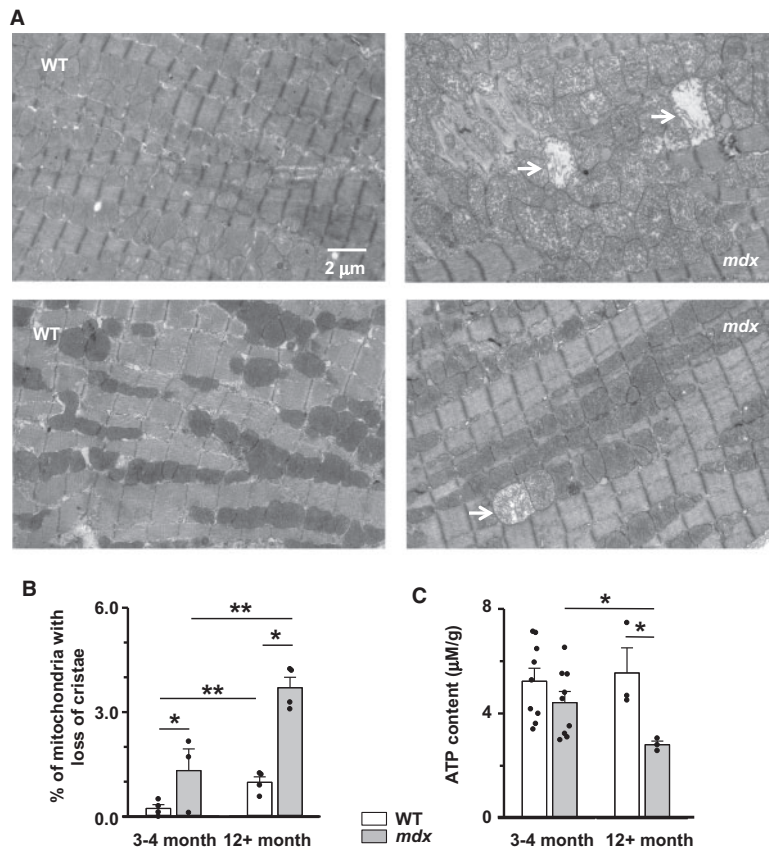 A
WT
mdx
2 µm
WT
mdx
B
% of mitochondria with
loss of cristae
6.0
3.0
0.0
**
**
*
*
3-4 month 12+ month
WT
mdx
C
ATP content (µM/g)
8
4
0
*
*
3-4 month 12+ month